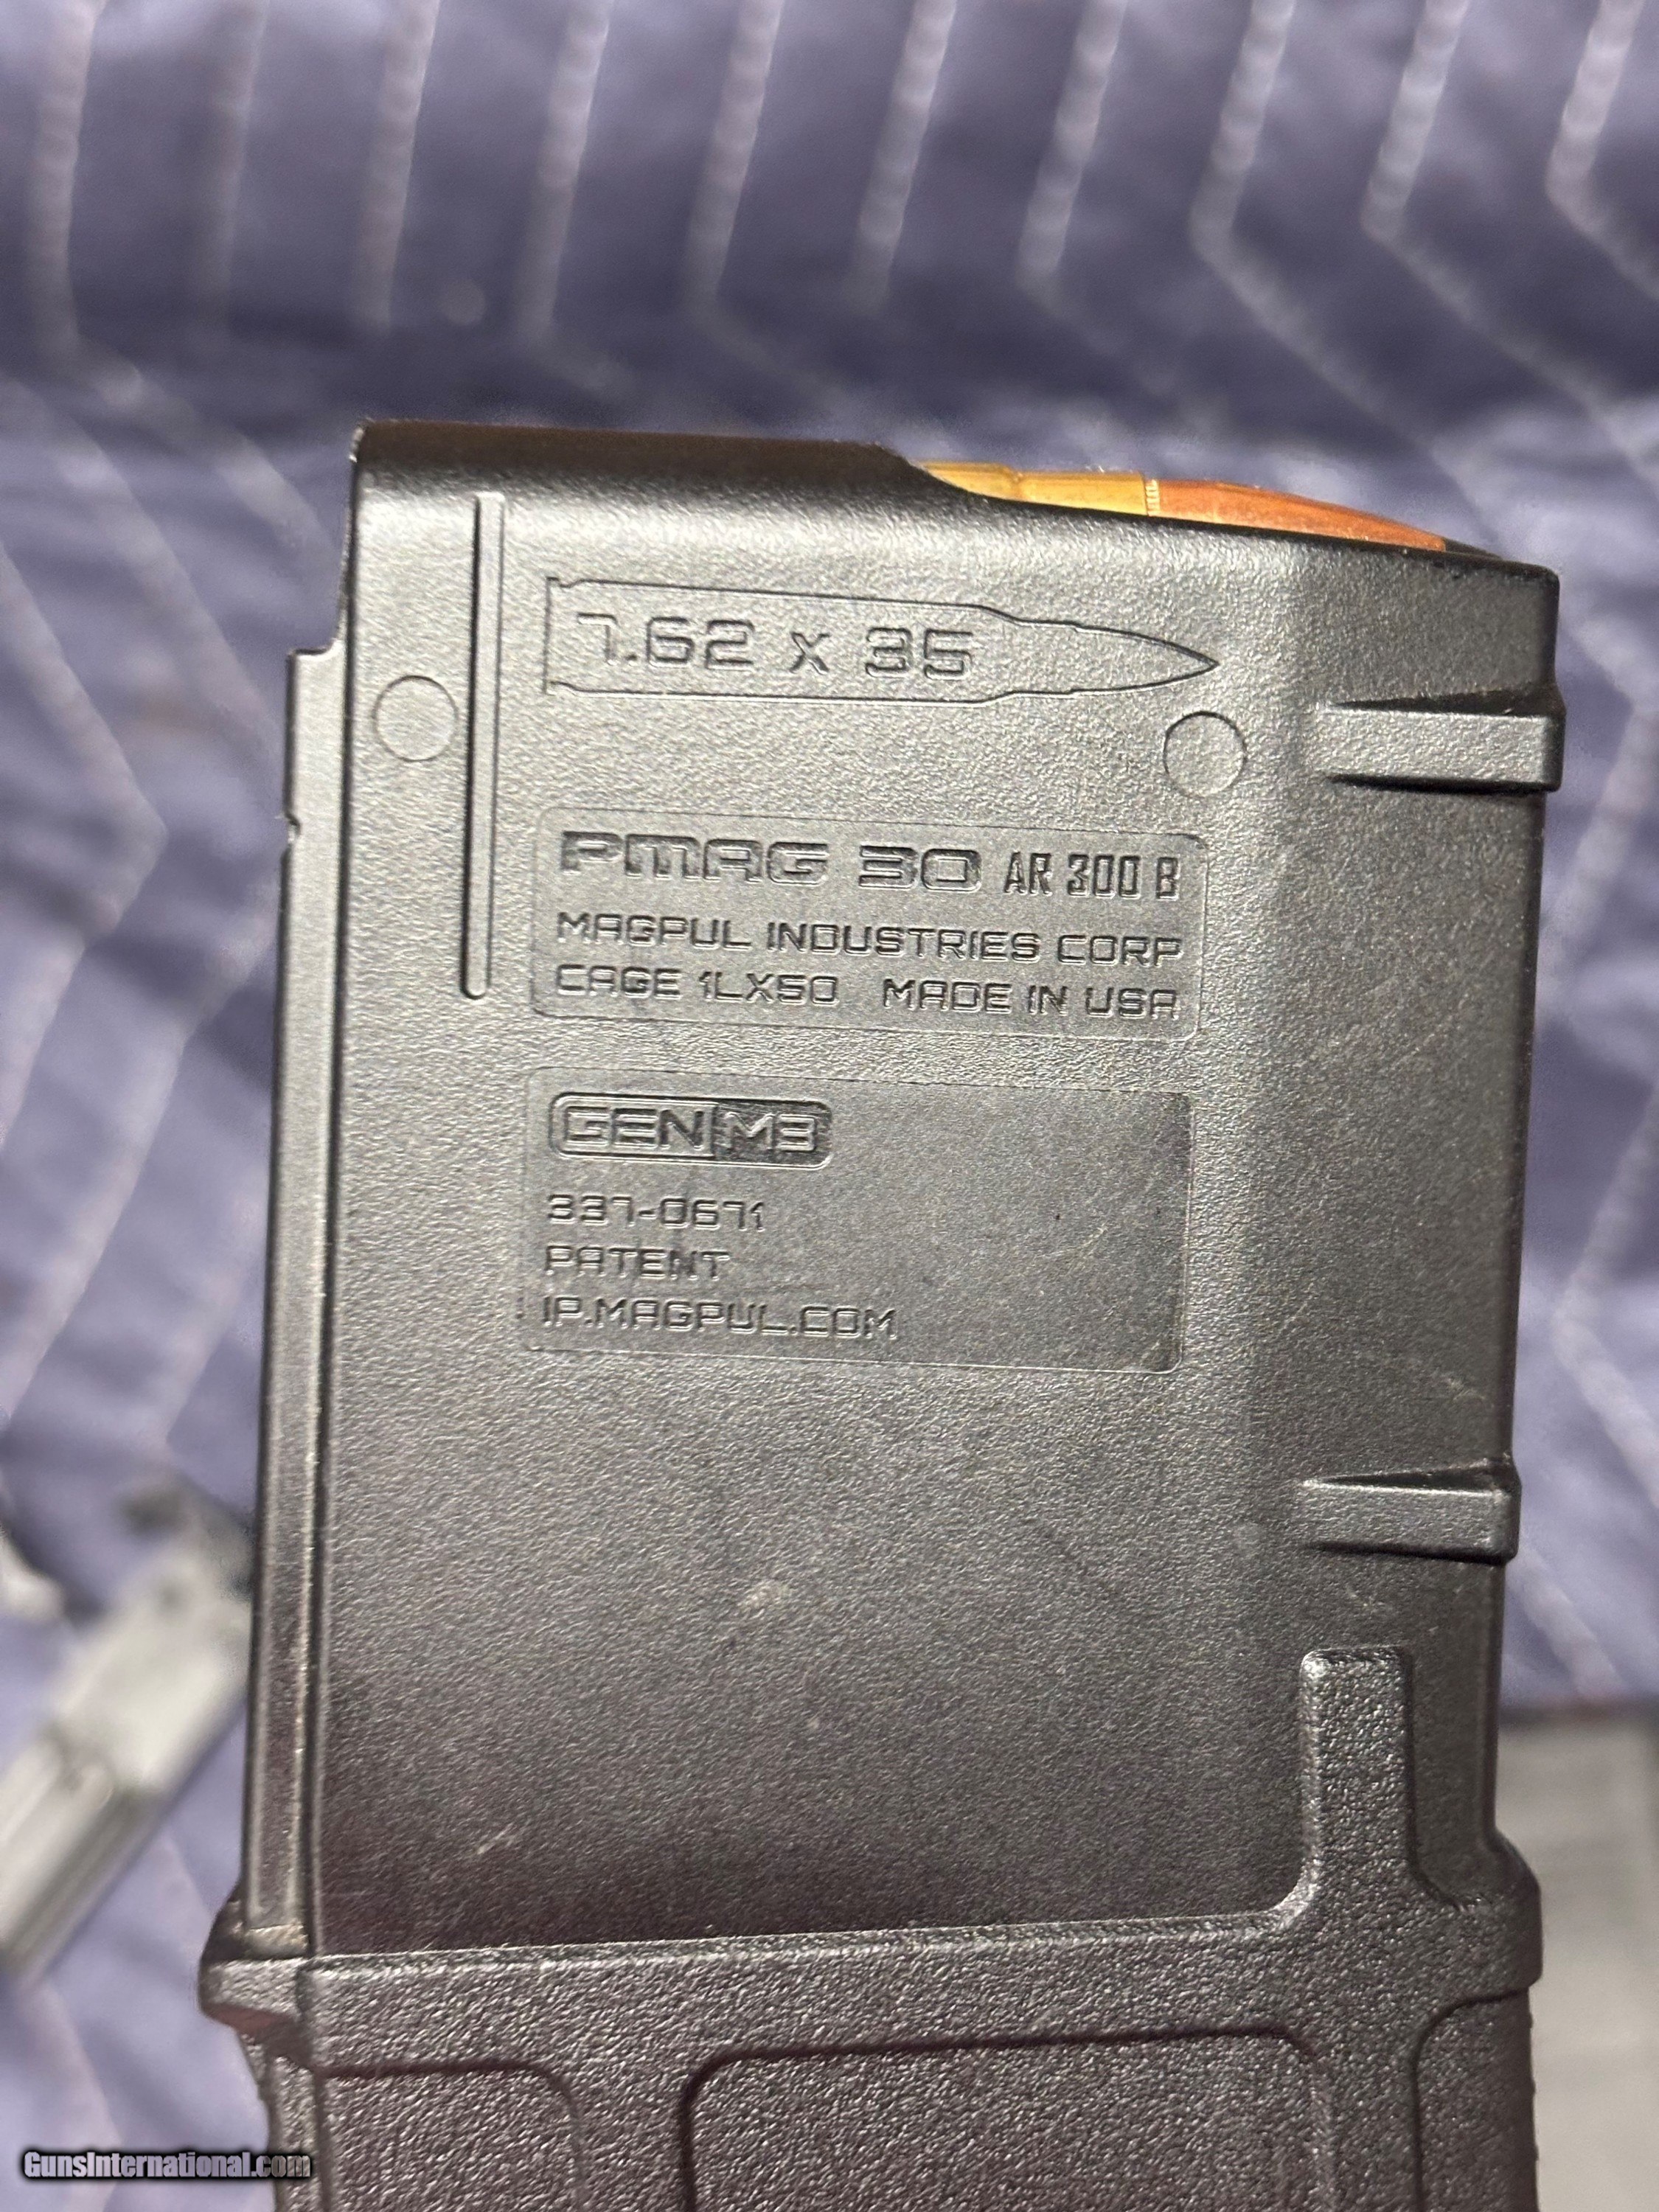 7.62 x 35
PMAG 30 AR 300 B
MAGPUL INDUSTRIES CORP
CAGE 1LX50 MADE IN USA
GEN M3
337-0671
PATENT
IP.MAGPUL.COM
GunsInternational.com